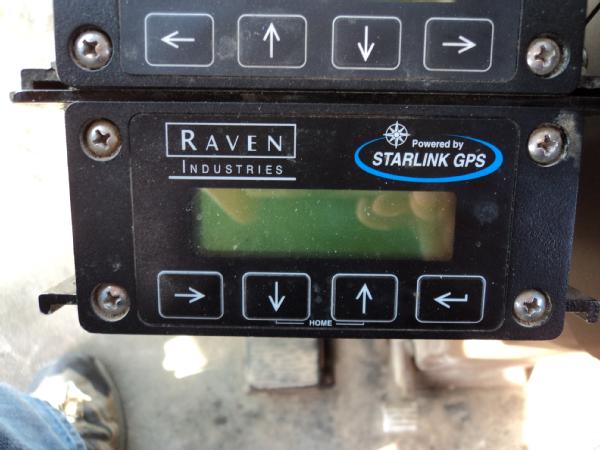 RAVEN
INDUSTRIES
Powered by
STARLINK GPS
HOME